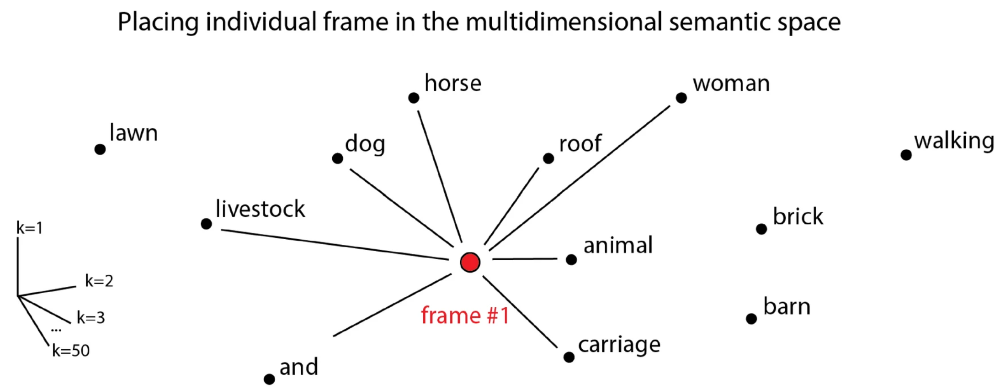 Placing individual frame in the multidimensional semantic space
horse
woman
lawn
dog
roof
walking
livestock
brick
k=1
animal
k=2
barn
frame #1
k=3
...
carriage
k=50
and